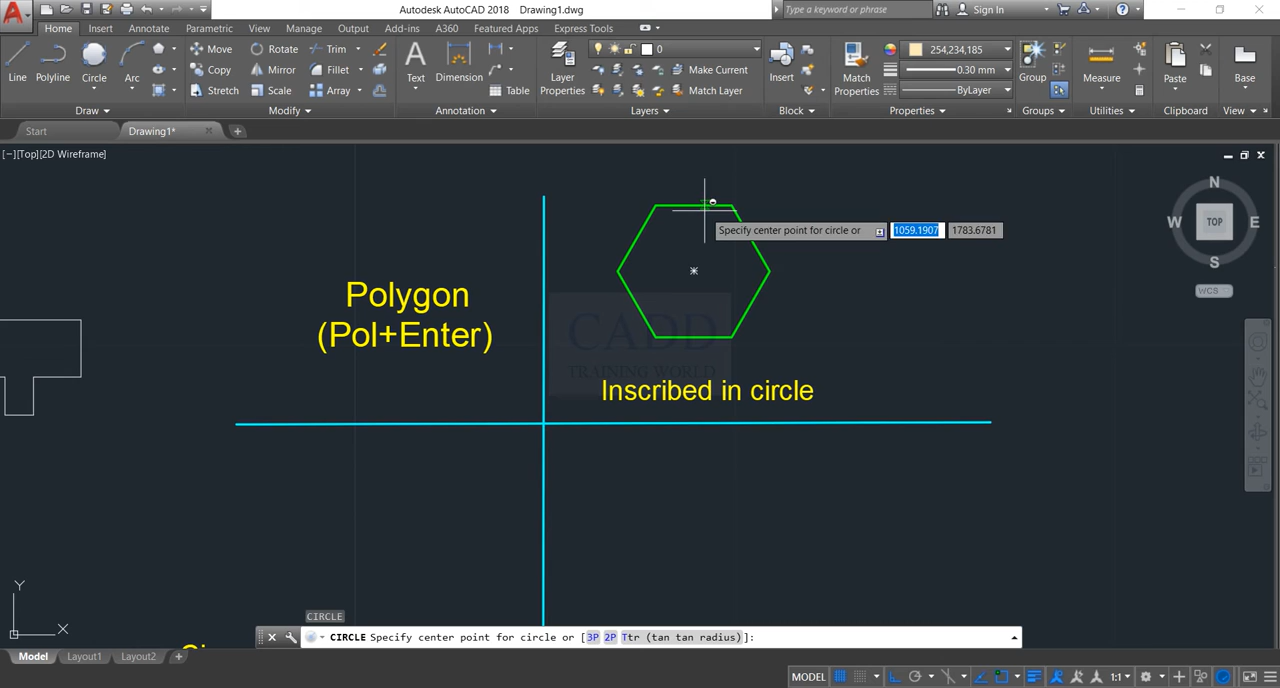 Autodesk AutoCAD 2018 Drawing1.dwg
Type a keyword or phrase
Sign In
Home Insert Annotate Parametric View Manage Output Add-ins A360 Featured Apps Express Tools
Line Polyline Circle Arc
Move Rotate Trim
Copy Mirror Fillet
Stretch Scale Array
Text Dimension Table
Layer Properties
0
Make Current
Match Layer
Insert
Match Properties
254,234,185
0.30 mm
ByLayer
Group
Measure
Paste
Base
Draw Modify Annotation Layers Block Properties Groups Utilities Clipboard View
Start Drawing1* +
[−][Top][2D Wireframe]
N
W TOP E
S
WCS
Specify center point for circle or 1059.1907 1783.6781
Polygon
(Pol+Enter)
CADD
TRAINING WORLD
Inscribed in circle
Y
X
CIRCLE
CIRCLE Specify center point for circle or [3P 2P Ttr (tan tan radius)]:
Model Layout1 Layout2 +
MODEL 1:1